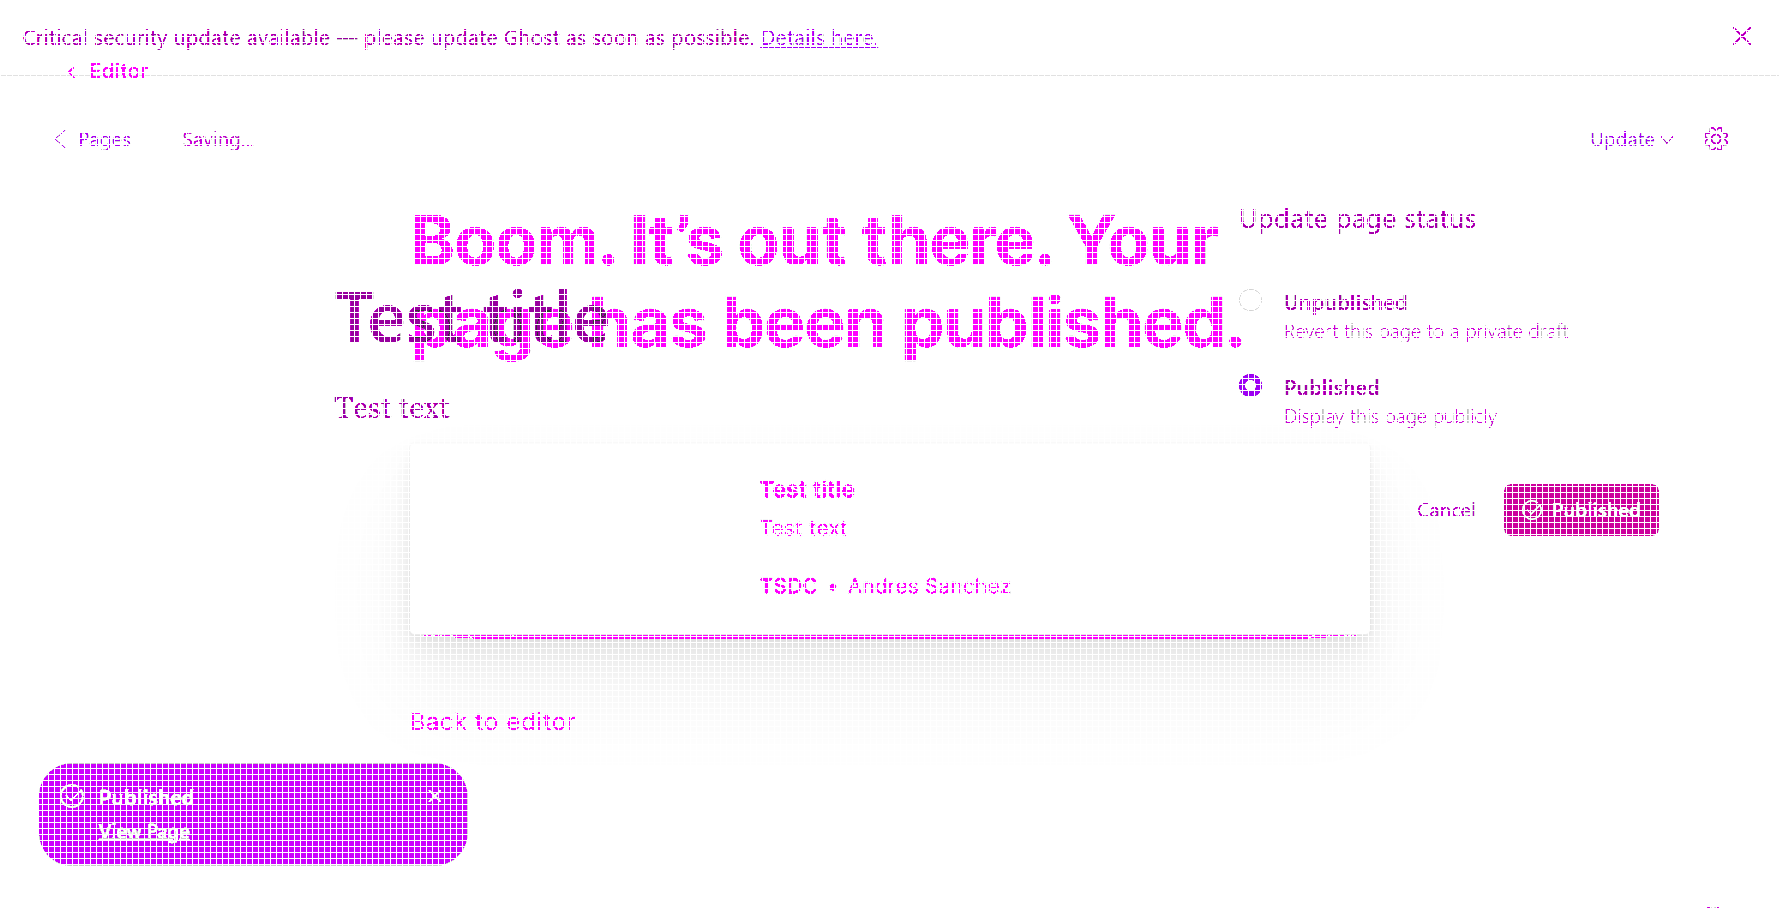 Critical security update available — please update Ghost as soon as possible. Details here.
Editor
Pages
Saving...
Update
Boom. It's out there. Your
page has been published.
Test title
Test text
Update page status
Unpublished
Revert this page to a private draft
Published
Display this page publicly
Cancel
Published
Test title
Test text
TSDC • Andres Sanchez
Back to editor
Published
View Page